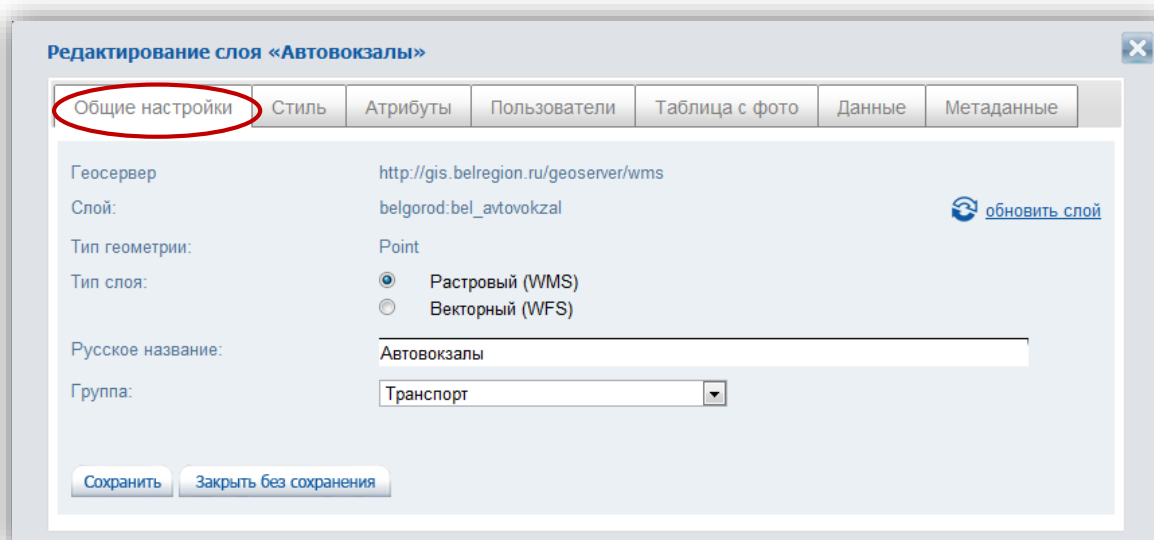 Редактирование слоя «Автовокзалы»
Общие настройки Стиль Атрибуты Пользователи Таблица с фото Данные Метаданные
Геосервер http://gis.belregion.ru/geoserver/wms
Слой: belgorod:bel_avtovokzal обновить слой
Тип геометрии: Point
Тип слоя: Растровый (WMS)
Векторный (WFS)
Русское название: Автовокзалы
Группа: Транспорт
Сохранить Закрыть без сохранения